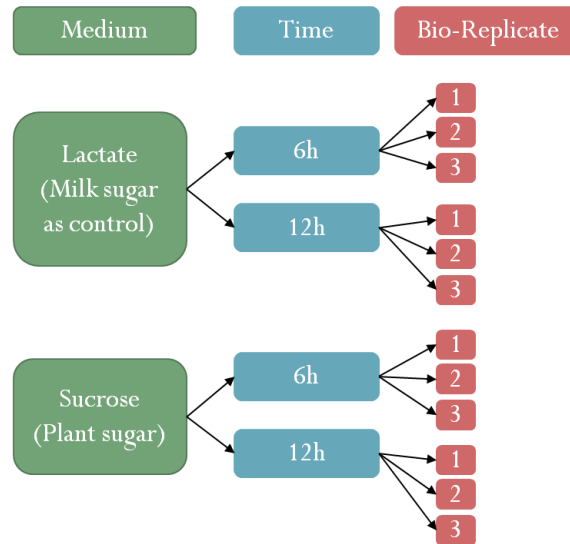 Medium
Time
Bio-Replicate
Lactate
(Milk sugar
as control)
6h
1
2
3
12h
1
2
3
Sucrose
(Plant sugar)
6h
1
2
3
12h
1
2
3